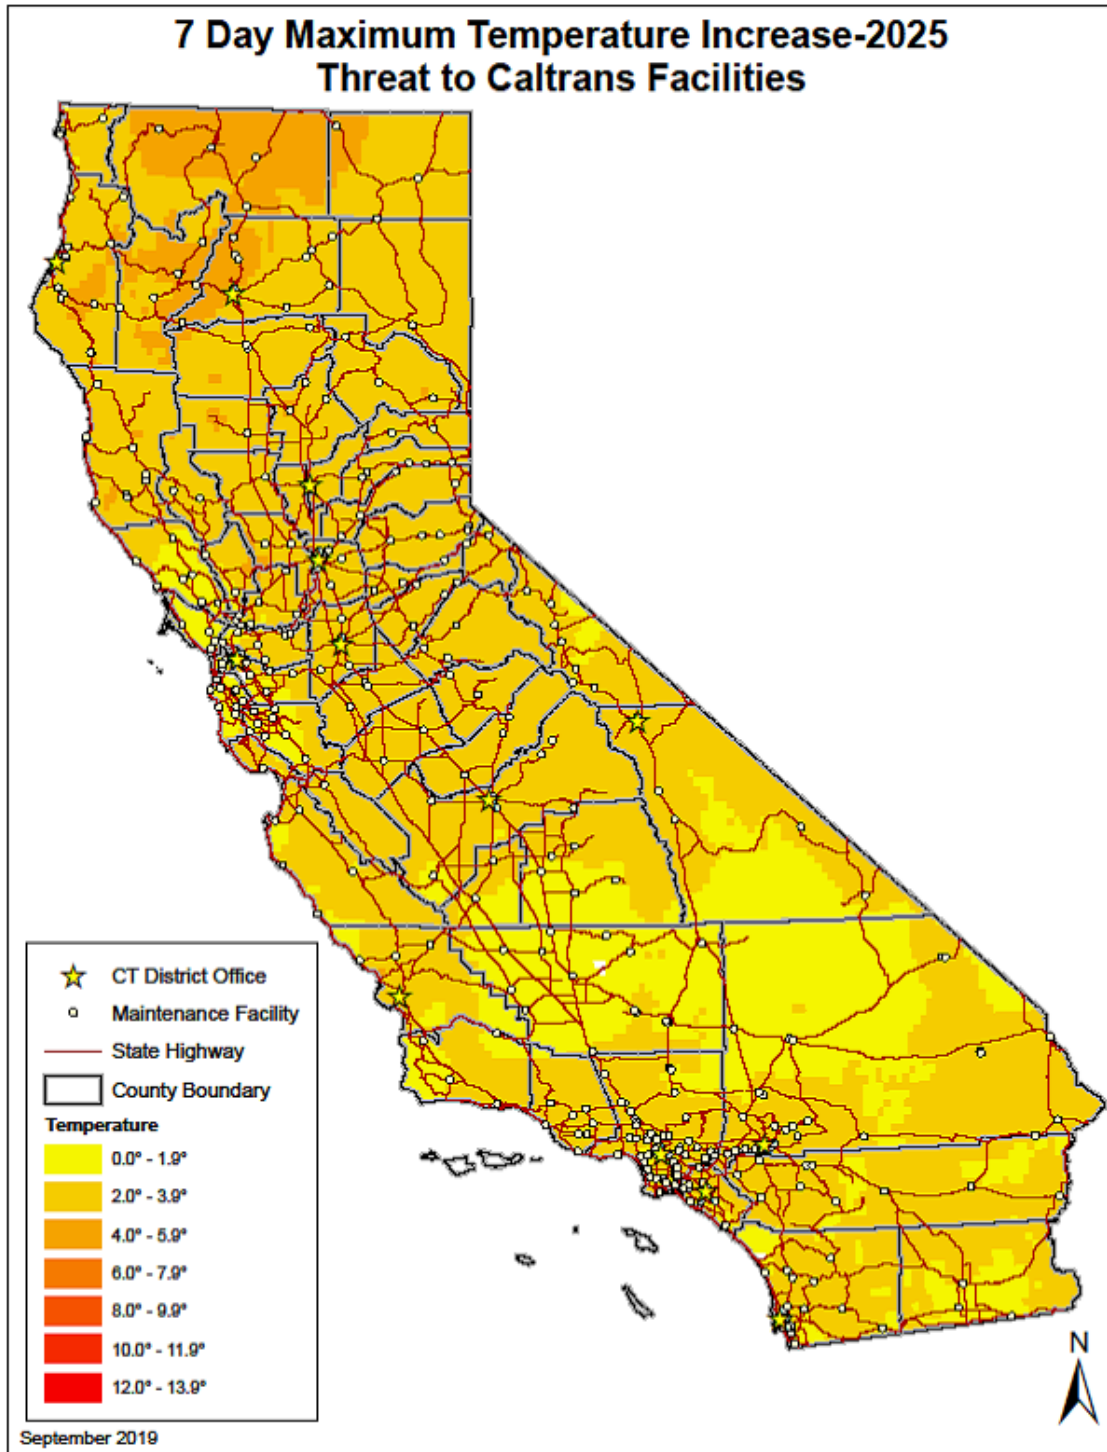 7 Day Maximum Temperature Increase-2025
Threat to Caltrans Facilities
CT District Office
Maintenance Facility
State Highway
County Boundary
Temperature
0.0° - 1.9°
2.0° - 3.9°
4.0° - 5.9°
6.0° - 7.9°
8.0° - 9.9°
10.0° - 11.9°
12.0° - 13.9°
N
September 2019